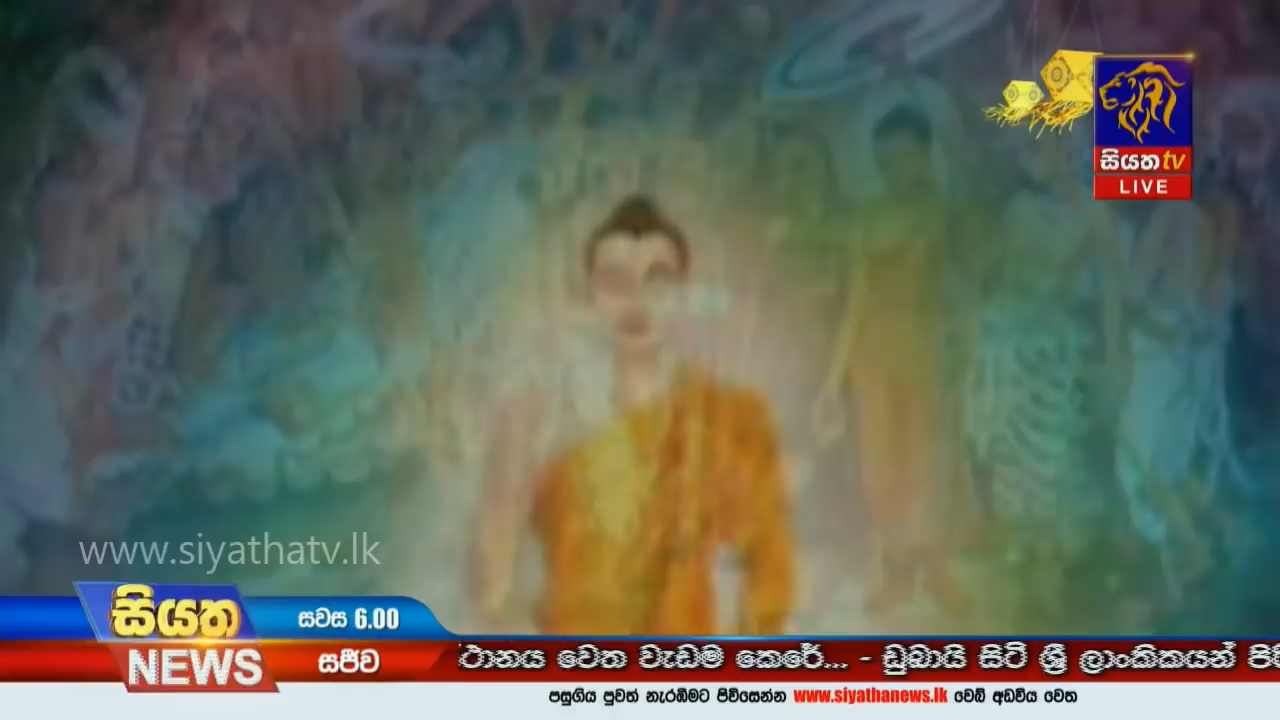 සියත tv
LIVE
www.siyathatv.lk
සියත
NEWS
සවස 6.00
සජීව
වෙත වැඩම කෙරේ... - ඩුබායි සිටි ශ්‍රී ලාංකිකයන්
පසුගිය පුවත් නැරඹීමට පිවිසෙන්න www.siyathanews.lk වෙබ් අඩවිය වෙත